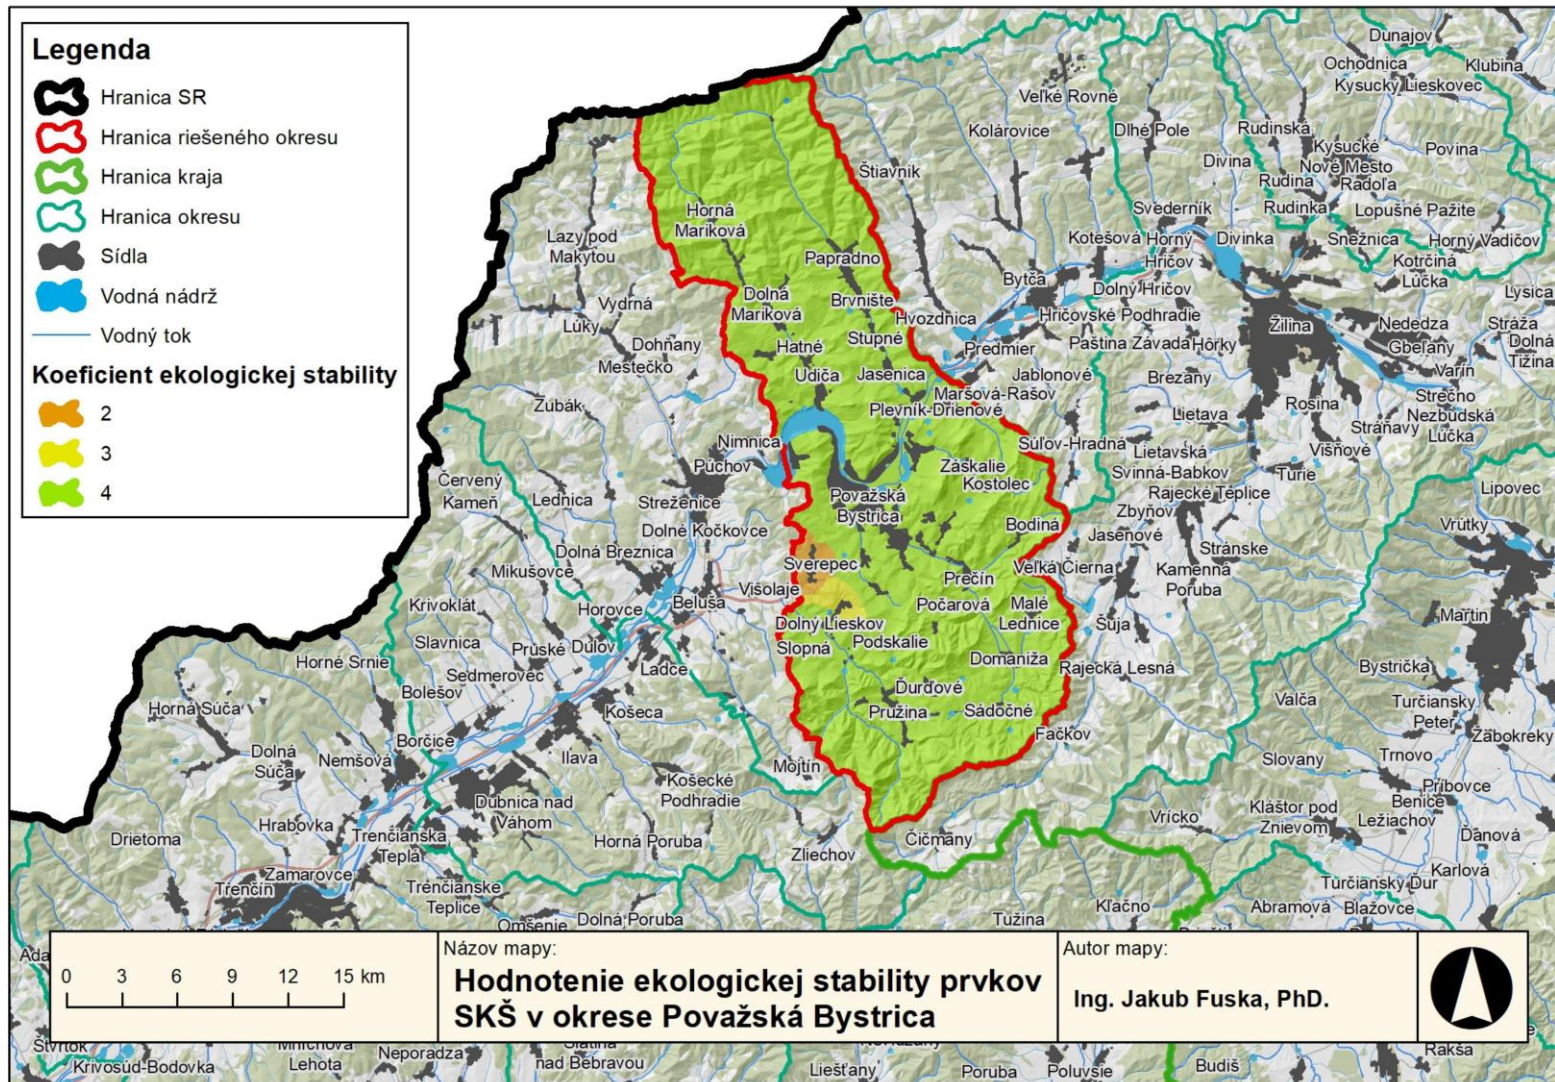 Legenda
Hranica SR
Hranica riešeného okresu
Hranica kraja
Hranica okresu
Sídla
Vodná nádrž
Vodný tok
Koeficient ekologickej stability
2
3
4
Dunajov
Ochodnica
Klubina
Kysucký Lieskovec
Veľké Rovné
Kolárovice
Dlhé Pole
Rudinská
Kysucké
Nové Mesto
Povina
Divina
Štiavnik
Rudina
Radoľa
Rudinka
Lopušné Pažite
Svederník
Horná
Mariková
Lazy pod
Makytou
Kotešová
Horný
Hričov
Divinka
Snežnica
Horný Vadičov
Papradno
Kotrčiná
Lúčka
Bytča
Dolný Hričov
Lysica
Vydrná
Dolná
Mariková
Brvnište
Lúky
Hvozdnica
Hričovské Podhradie
Žilina
Nededza
Stráža
Dohňany
Hatné
Stupné
Predmier
Paština Závada
Hôrky
Gbeľany
Dolná
Tižina
Mestečko
Udiča
Jasenica
Jablonové
Brezany
Varín
Maršová-Rašov
Strečno
Zubák
Plevník-Drienové
Lietava
Rosina
Nezbudská
Lúčka
Stráňavy
Nimnica
Súľov-Hradná
Lietavská
Svinná-Babkov
Višňové
Púchov
Záskalie
Turie
Červený
Kameň
Lednica
Kostolec
Lipovec
Streženice
Považská
Bystrica
Rajecké Teplice
Zbyňov
Vrútky
Dolné Kočkovce
Bodiná
Jasenové
Stránske
Dolná Breznica
Sverepec
Veľká Čierna
Kamenná
Poruba
Mikušovce
Prečín
Visolaje
Krivoklát
Horovce
Beluša
Počarová
Malé
Lednice
Martin
Dolný Lieskov
Šuja
Slavnica
Podskalie
Pruské
Dulov
Slopná
Horné Srnie
Ladce
Domaniža
Rajecká Lesná
Bystrička
Sedmerovec
Bolešov
Ďurďové
Valča
Turčiansky
Peter
Horná Súča
Košeca
Pružina
Sádočné
Borčice
Fačkov
Žabokreky
Dolná
Súča
Nemšová
Ilava
Trnovo
Mojtín
Slovany
Košecké
Podhradie
Príbovce
Dubnica nad
Váhom
Benice
Kláštor pod
Znievom
Ležiachov
Hrabovka
Vrícko
Drietoma
Trenčianska
Teplá
Horná Poruba
Čičmany
Ďanová
Zliechov
Karlová
Zamarovce
Trenčín
Trenčianske
Teplice
Turčiansky Ďur
Kľačno
Abramová
Blažovce
Omšenie
Dolná Poruba
Tužina
0 3 6 9 12 15 km
Názov mapy:
Hodnotenie ekologickej stability prvkov
SKŠ v okrese Považská Bystrica
Autor mapy:
Ing. Jakub Fuska, PhD.
Krivosúd-Bodovka
Lehota
Neporadza
nad Bebravou
Liešťany
Poruba
Poluvsie
Budiš
Rakša